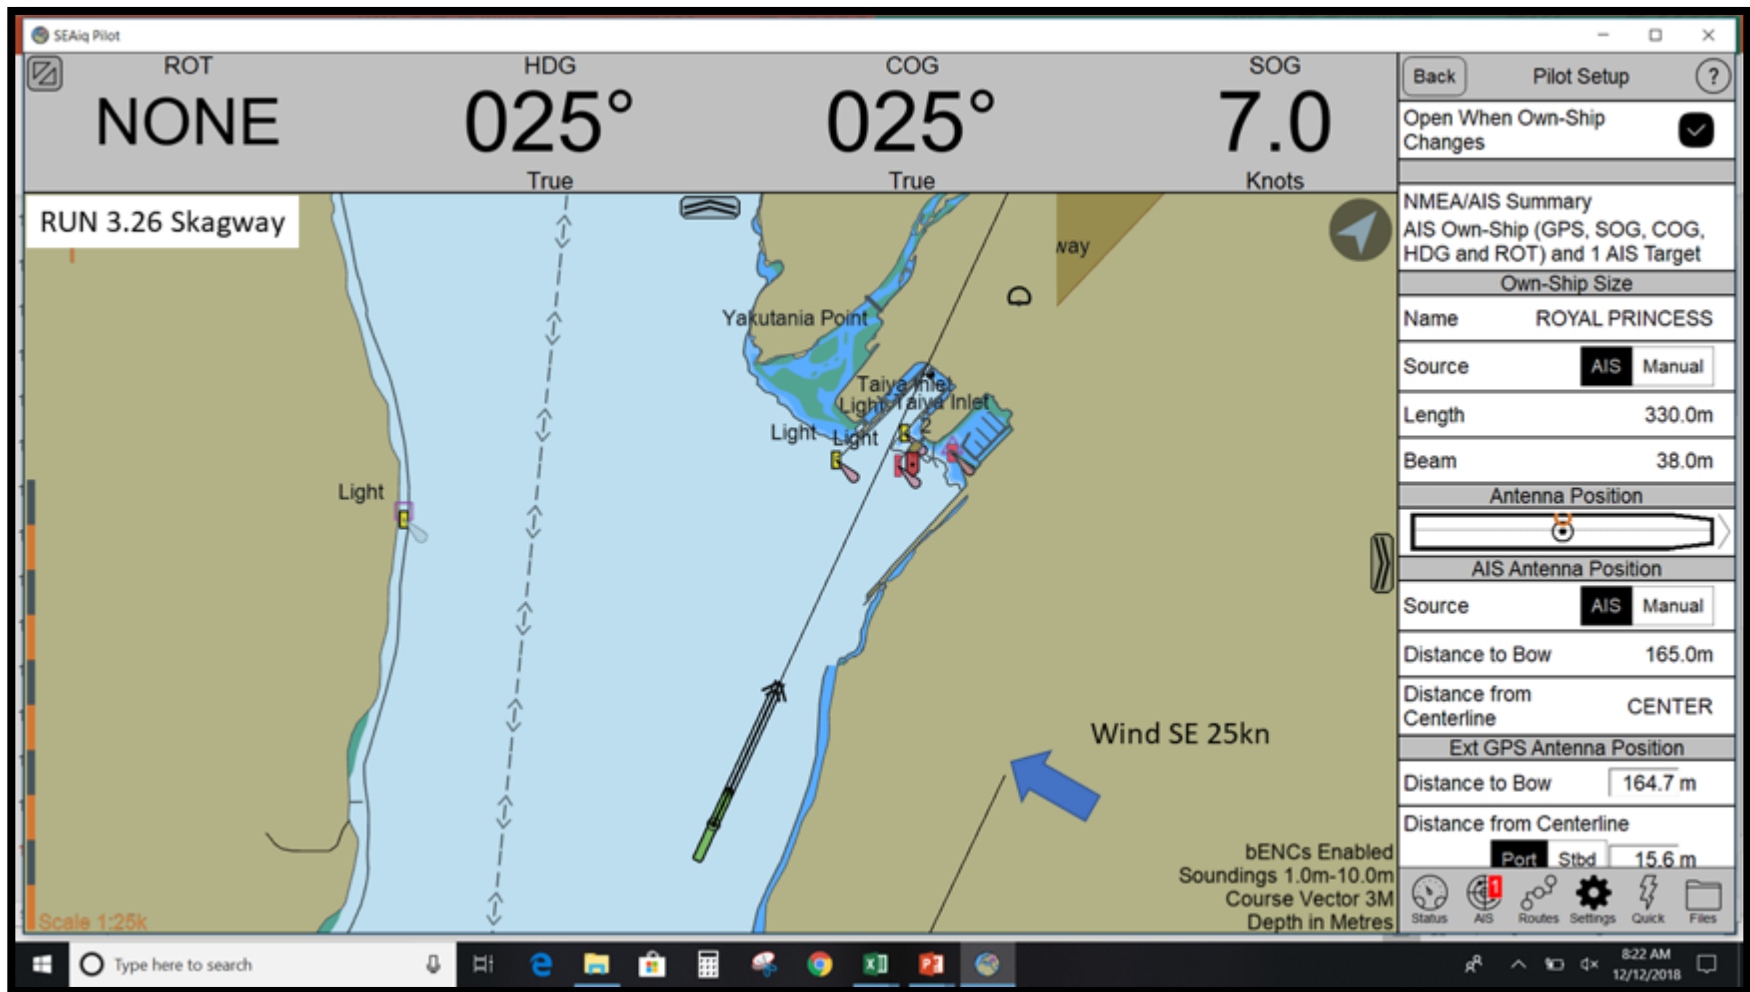 SEAiq Pilot
ROT
HDG
COG
SOG
NONE
025°
025°
7.0
True
True
Knots
RUN 3.26 Skagway
way
Yakutania Point
Taiya Inlet
Light
Taiya Inlet
2
Light
Light
Light
D
Wind SE 25kn
bENCs Enabled
Soundings 1.0m-10.0m
Course Vector 3M
Depth in Metres
Scale 1:25k
Back
Pilot Setup
?
Open When Own-Ship
Changes
NMEA/AIS Summary
AIS Own-Ship (GPS, SOG, COG,
HDG and ROT) and 1 AIS Target
Own-Ship Size
Name ROYAL PRINCESS
Source AIS Manual
Length 330.0m
Beam 38.0m
Antenna Position
AIS Antenna Position
Source AIS Manual
Distance to Bow 165.0m
Distance from
Centerline
CENTER
Ext GPS Antenna Position
Distance to Bow 164.7 m
Distance from Centerline
Port Stbd 15.6 m
1
Status AIS Routes Settings Quick Files
Type here to search
8:22 AM
12/12/2018